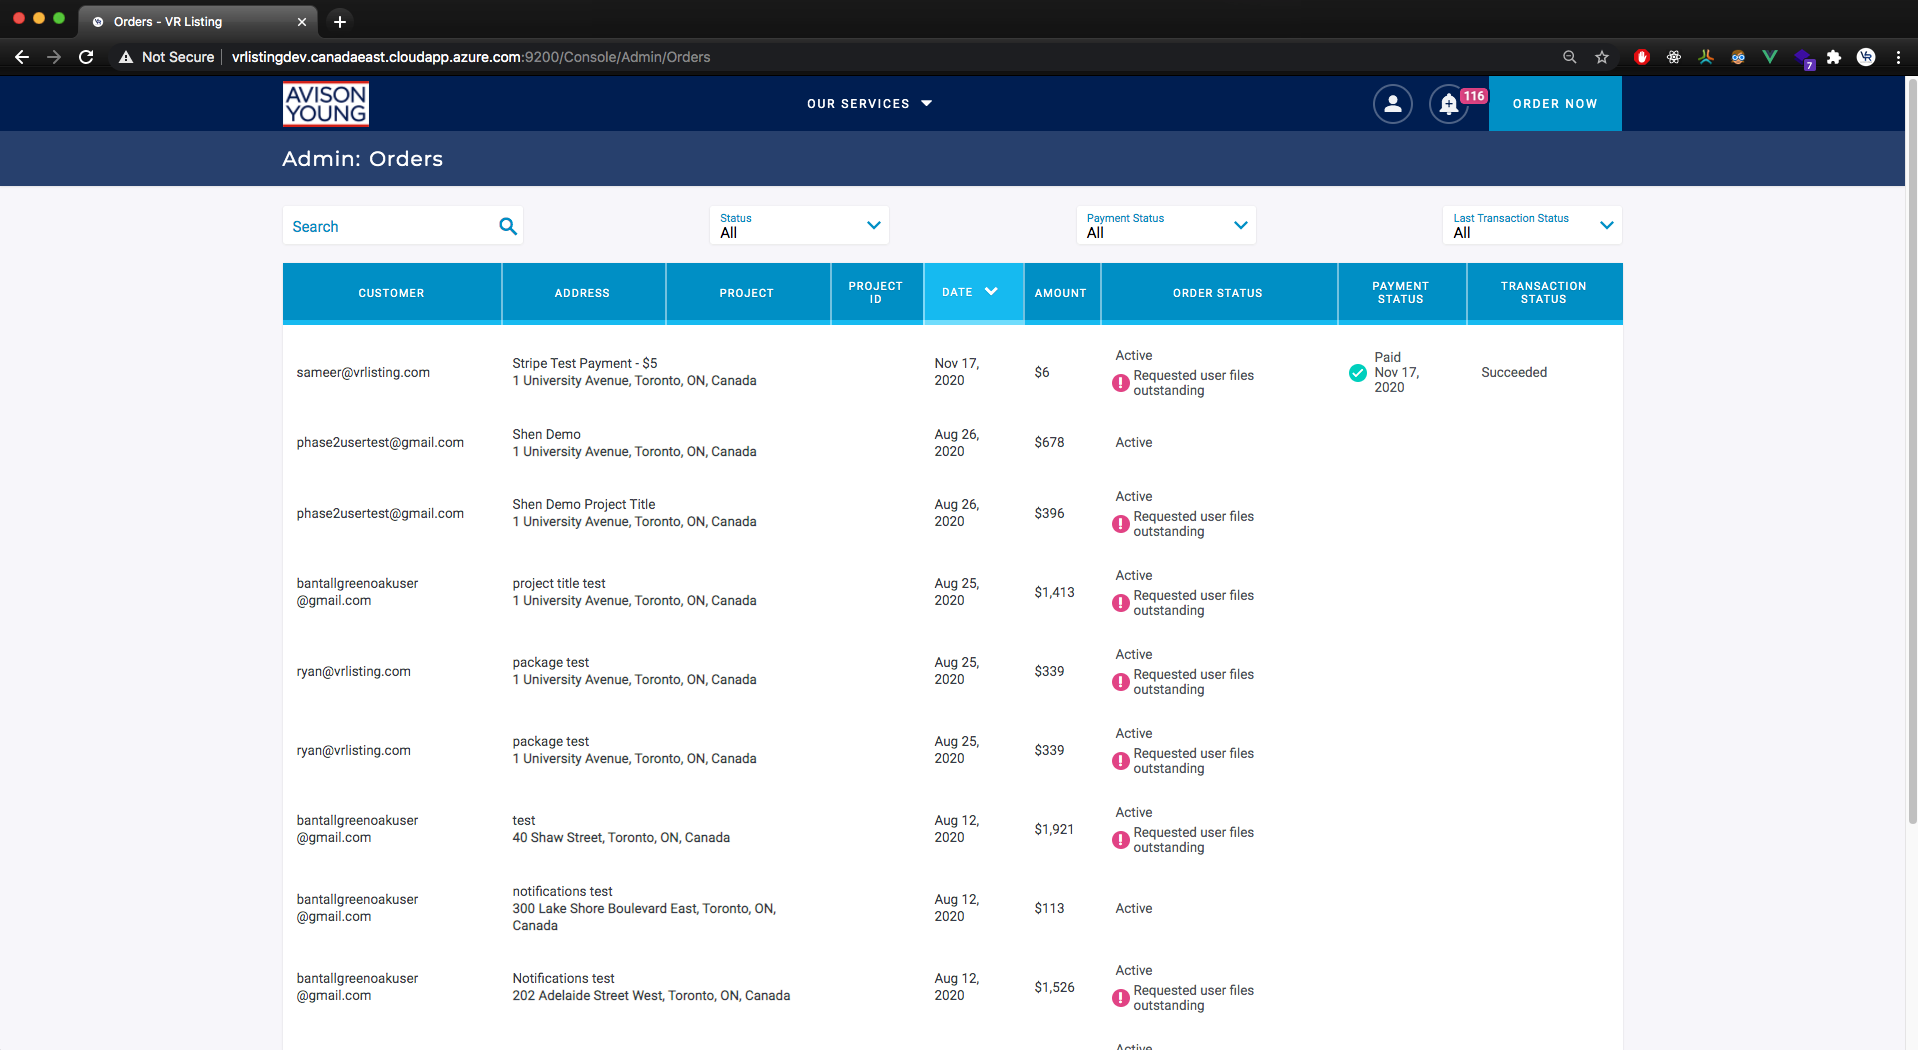 Orders - VR Listing
Not Secure
vrlistingdev.canadaeast.cloudapp.azure.com:9200/Console/Admin/Orders
7
VR
AVISON
YOUNG
OUR SERVICES
116
ORDER NOW
Admin: Orders
Search
Status
All
Payment Status
All
Last Transaction Status
All
CUSTOMER
ADDRESS
PROJECT
PROJECT
ID
DATE
AMOUNT
ORDER STATUS
PAYMENT
STATUS
TRANSACTION
STATUS
sameer@vrlisting.com
Stripe Test Payment - $5
1 University Avenue, Toronto, ON, Canada
Nov 17,
2020
$6
Active
Requested user files
outstanding
Paid
Nov 17,
2020
Succeeded
phase2usertest@gmail.com
Shen Demo
1 University Avenue, Toronto, ON, Canada
Aug 26,
2020
$678
Active
phase2usertest@gmail.com
Shen Demo Project Title
1 University Avenue, Toronto, ON, Canada
Aug 26,
2020
$396
Active
Requested user files
outstanding
bantallgreenoakuser
@gmail.com
project title test
1 University Avenue, Toronto, ON, Canada
Aug 25,
2020
$1,413
Active
Requested user files
outstanding
ryan@vrlisting.com
package test
1 University Avenue, Toronto, ON, Canada
Aug 25,
2020
$339
Active
Requested user files
outstanding
ryan@vrlisting.com
package test
1 University Avenue, Toronto, ON, Canada
Aug 25,
2020
$339
Active
Requested user files
outstanding
bantallgreenoakuser
@gmail.com
test
40 Shaw Street, Toronto, ON, Canada
Aug 12,
2020
$1,921
Active
Requested user files
outstanding
bantallgreenoakuser
@gmail.com
notifications test
300 Lake Shore Boulevard East, Toronto, ON,
Canada
Aug 12,
2020
$113
Active
bantallgreenoakuser
@gmail.com
Notifications test
202 Adelaide Street West, Toronto, ON, Canada
Aug 12,
2020
$1,526
Active
Requested user files
outstanding
Active